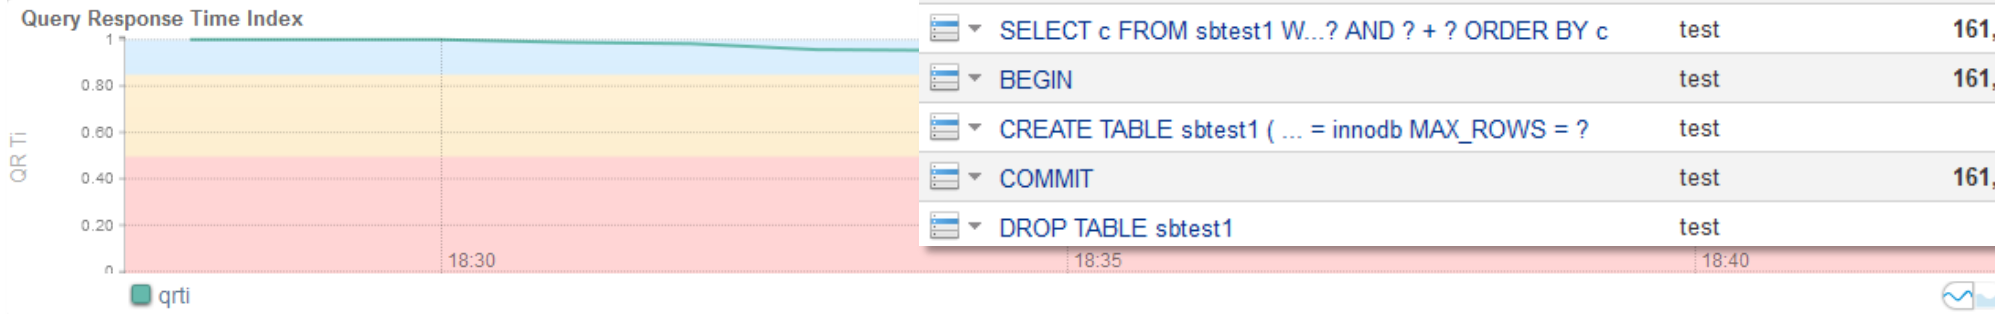 Query Response Time Index
1
0.80
0.60
0.40
0.20
0
QR Ti
18:30
18:35
18:40
qrti
SELECT c FROM sbtest1 W...? AND ? + ? ORDER BY c test 161,
BEGIN test 161,
CREATE TABLE sbtest1 ( ... = innodb MAX_ROWS = ? test
COMMIT test 161,
DROP TABLE sbtest1 test